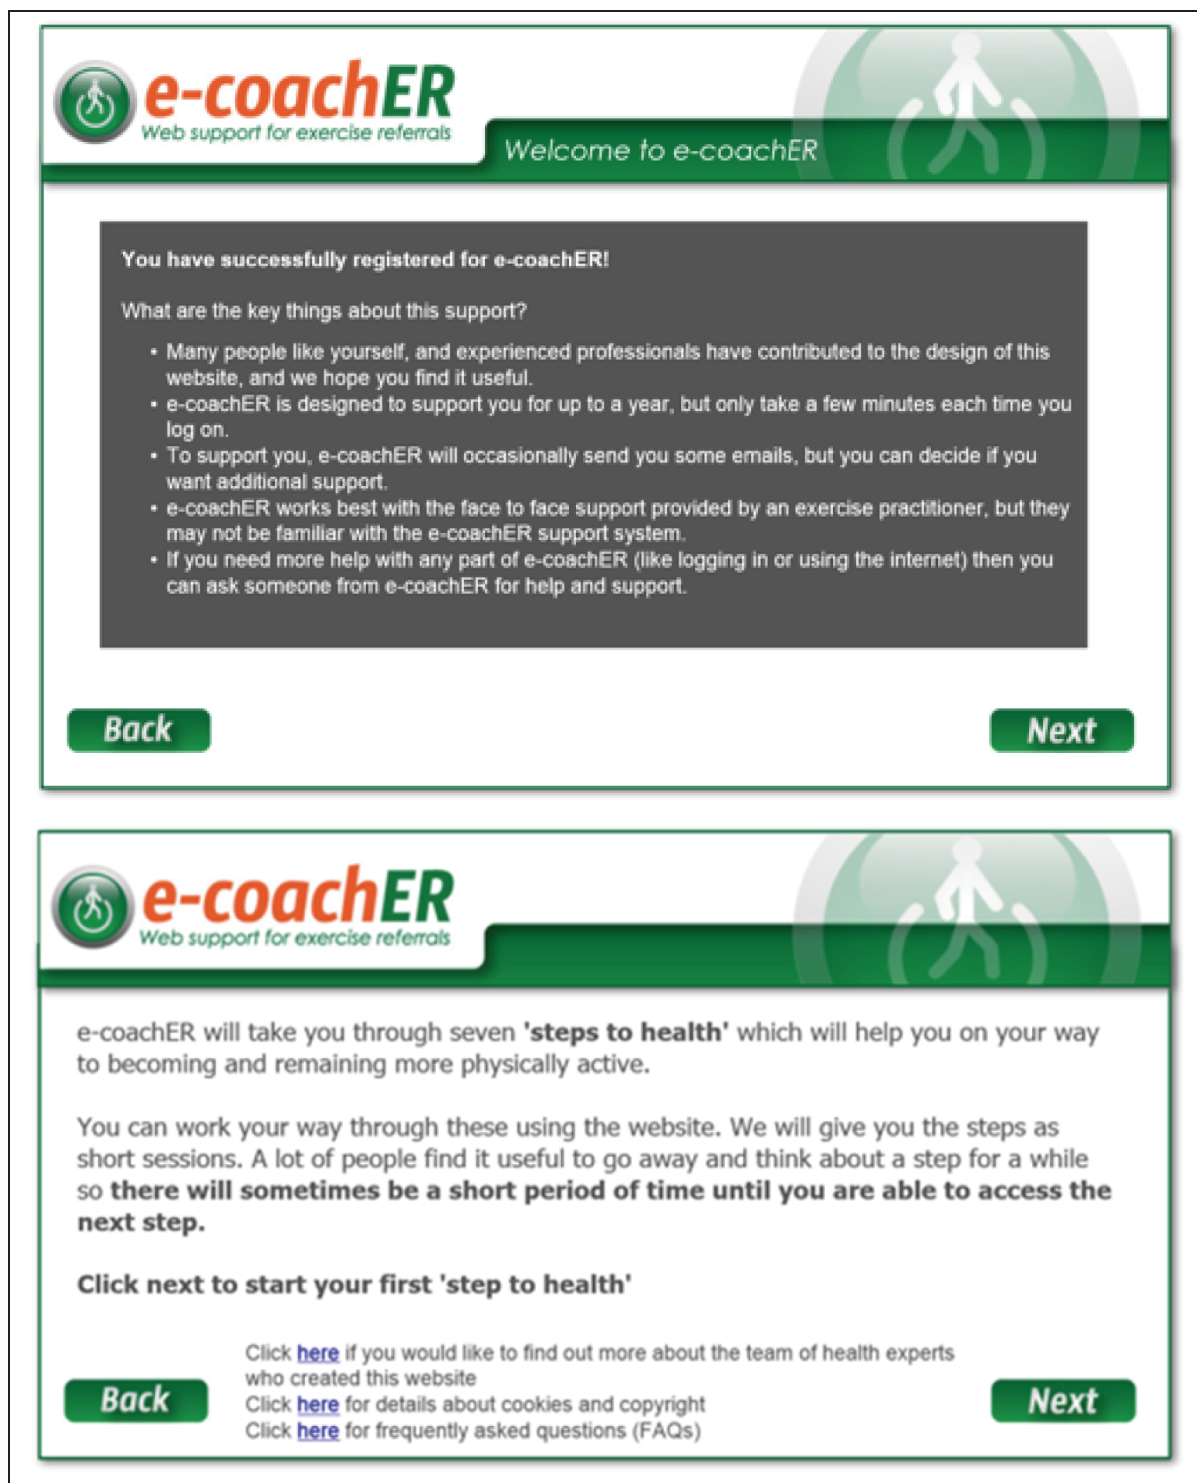 e-coachER
Web support for exercise referrals
Welcome to e-coachER
You have successfully registered for e-coachER!
What are the key things about this support?
• Many people like yourself, and experienced professionals have contributed to the design of this
website, and we hope you find it useful.
• e-coachER is designed to support you for up to a year, but only take a few minutes each time you
log on.
• To support you, e-coachER will occasionally send you some emails, but you can decide if you
want additional support.
• e-coachER works best with the face to face support provided by an exercise practitioner, but they
may not be familiar with the e-coachER support system.
• If you need more help with any part of e-coachER (like logging in or using the internet) then you
can ask someone from e-coachER for help and support.
Back
Next
e-coachER
Web support for exercise referrals
e-coachER will take you through seven 'steps to health' which will help you on your way
to becoming and remaining more physically active.
You can work your way through these using the website. We will give you the steps as
short sessions. A lot of people find it useful to go away and think about a step for a while
so there will sometimes be a short period of time until you are able to access the
next step.
Click next to start your first 'step to health'
Click here if you would like to find out more about the team of health experts
who created this website
Click here for details about cookies and copyright
Click here for frequently asked questions (FAQs)
Back
Next